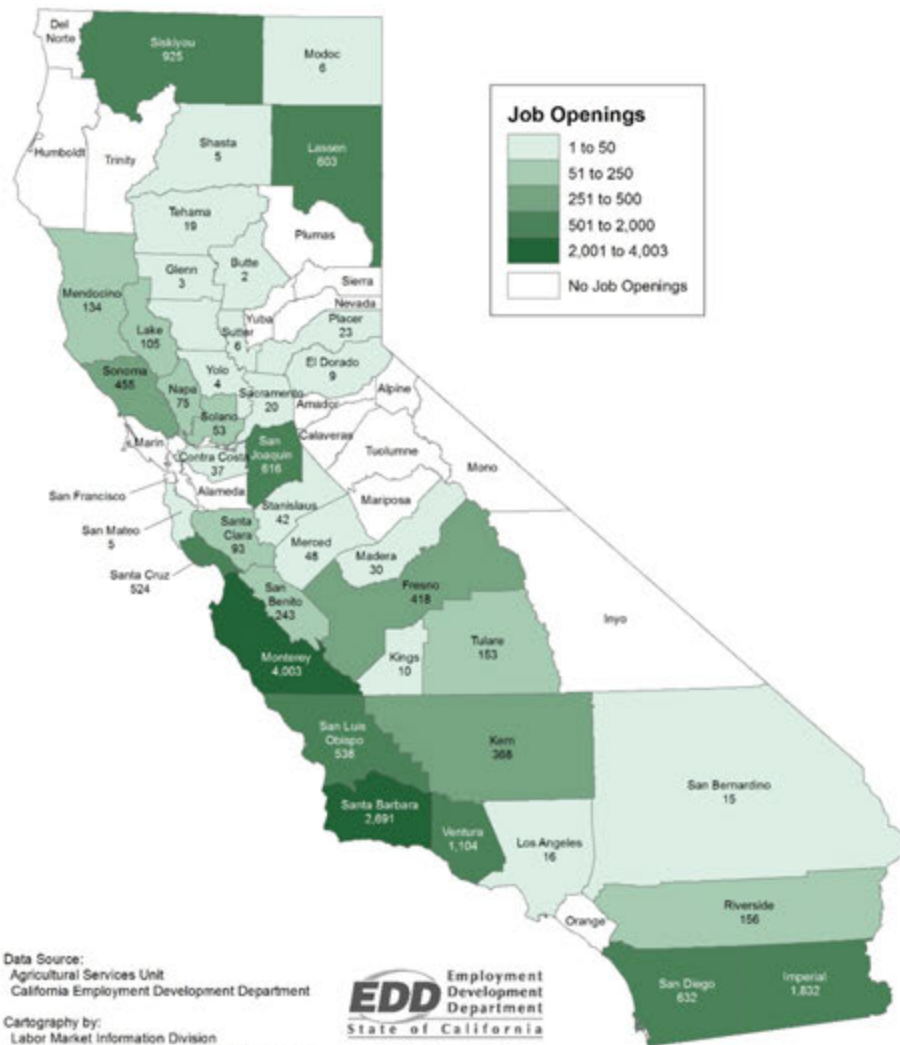 Del
Norte
Siskiyou
925
Modoc
6
Humboldt
Trinity
Shasta
5
Lassen
603
Tehama
19
Plumas
Glenn
3
Butte
2
Sierra
Nevada
Mendocino
134
Lake
105
Sutter
6
Yuba
Placer
23
Sonoma
455
Napa
75
Yolo
4
El Dorado
9
Solano
53
Sacramento
20
Amador
Alpine
Marin
Contra Costa
37
San
Joaquin
616
Calaveras
Tuolumne
Mono
San Francisco
Alameda
Stanislaus
42
Mariposa
San Mateo
5
Santa
Clara
93
Merced
48
Madera
30
Santa Cruz
524
San
Benito
243
Fresno
418
Inyo
Monterey
4,003
Kings
10
Tulare
153
San Luis
Obispo
538
Kern
368
San Bernardino
15
Santa Barbara
2,691
Ventura
1,104
Los Angeles
16
Orange
Riverside
156
San Diego
632
Imperial
1,832
Job Openings
1 to 50
51 to 250
251 to 500
501 to 2,000
2,001 to 4,003
No Job Openings
Data Source:
Agricultural Services Unit
California Employment Development Department
Cartography by:
Labor Market Information Division
EDD
Employment
Development
Department
State of California